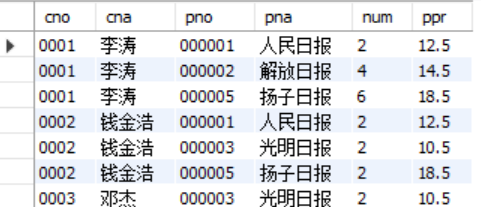 cno cna pno pna num ppr
0001 李涛 000001 人民日报 2 12.5
0001 李涛 000002 解放日报 4 14.5
0001 李涛 000005 扬子日报 6 18.5
0002 钱金浩 000001 人民日报 2 12.5
0002 钱金浩 000003 光明日报 2 10.5
0002 钱金浩 000005 扬子日报 2 18.5
0003 邓杰 000003 光明日报 2 10.5